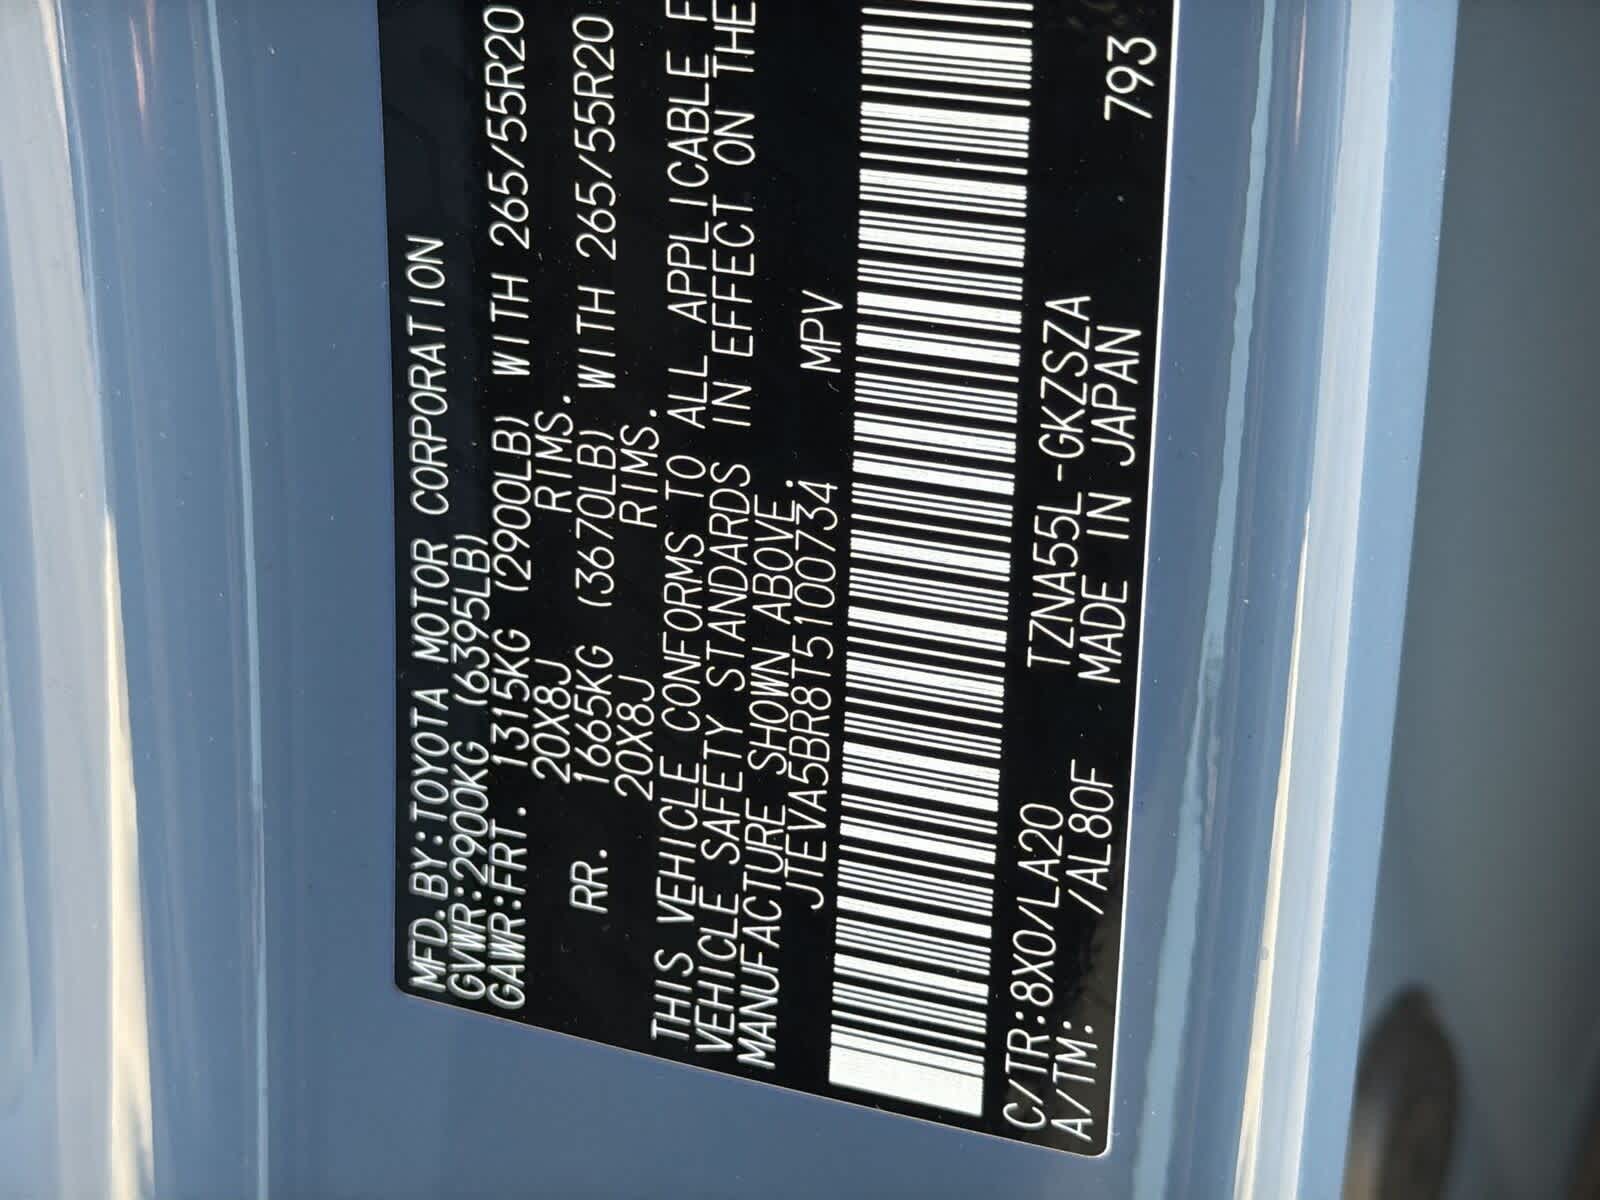 MFD.BY:TOYOTA MOTOR CORPORATION
GVWR:2900KG (6395LB)
GAWR:FRT. 1315KG (2900LB) WITH 265/55R20
20X8J RIMS.
RR. 1665KG (3670LB) WITH 265/55R20
20X8J RIMS.
THIS VEHICLE CONFORMS TO ALL APPLICABLE F
VEHICLE SAFETY STANDARDS IN EFFECT ON THE
MANUFACTURE SHOWN ABOVE.
JTEVA5BR8T5100734 MPV
C/TR:8X0/LA20 TZNA55L-GKZSZA
A/TM: /AL80F MADE IN JAPAN 793